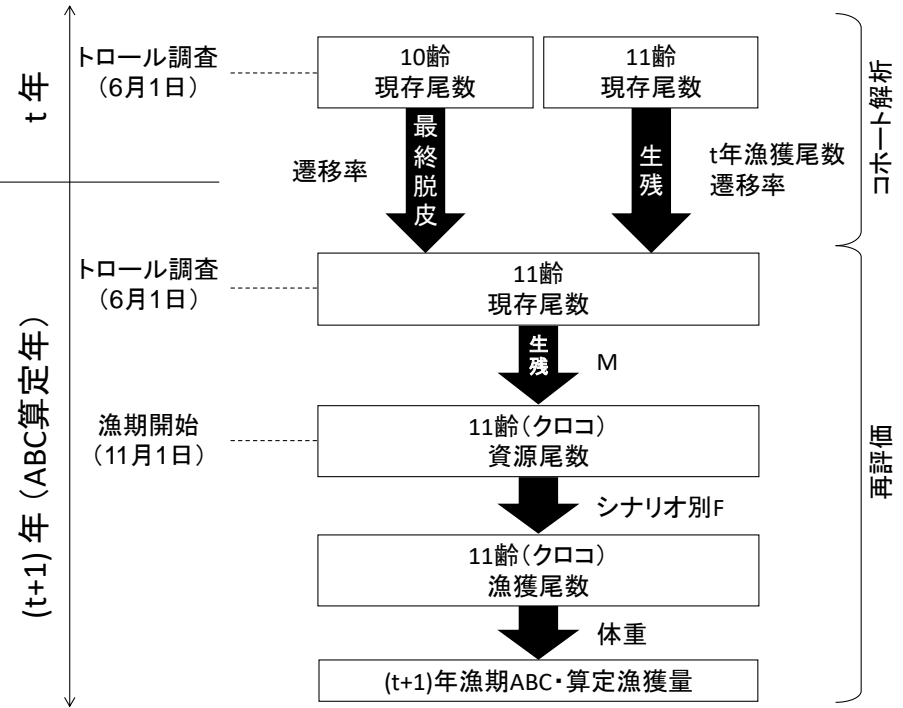 t 年
(t+1) 年 (ABC算定年)
トロール調査
(6月1日)
10齢
現存尾数
11齢
現存尾数
最終脱皮
遷移率
生残
t年漁獲尾数
遷移率
コホート解析
トロール調査
(6月1日)
11齢
現存尾数
生残
M
漁期開始
(11月1日)
11齢(クロコ)
資源尾数
シナリオ別F
11齢(クロコ)
漁獲尾数
体重
(t+1)年漁期ABC・算定漁獲量
再評価